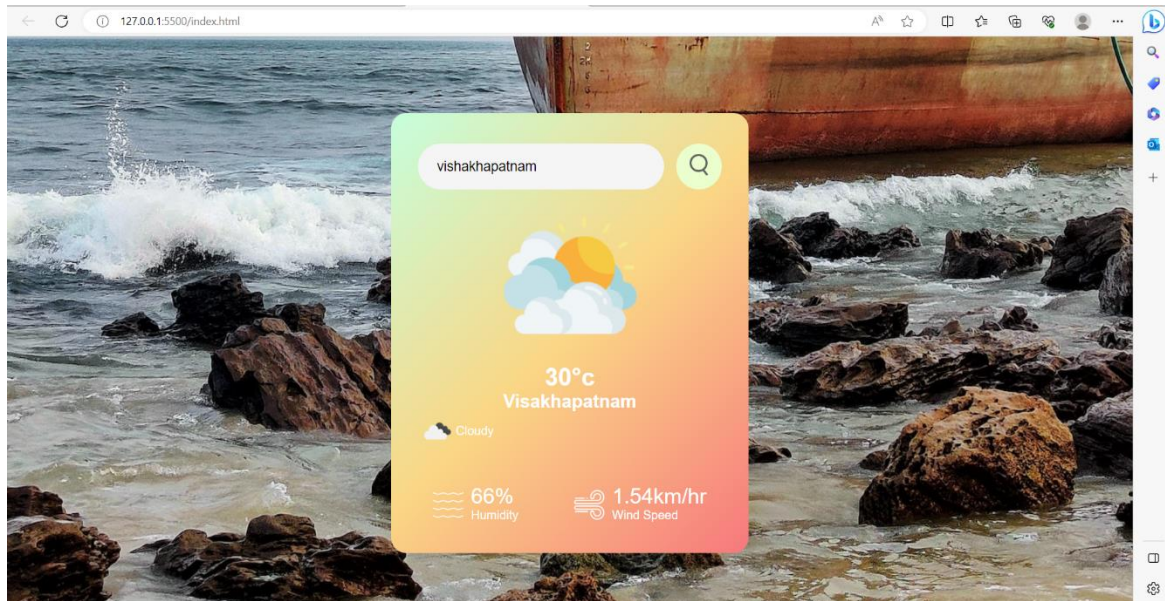 127.0.0.1:5500/index.html
vishakhapatnam
30°c
Visakhapatnam
Cloudy
66%
Humidity
1.54km/hr
Wind Speed